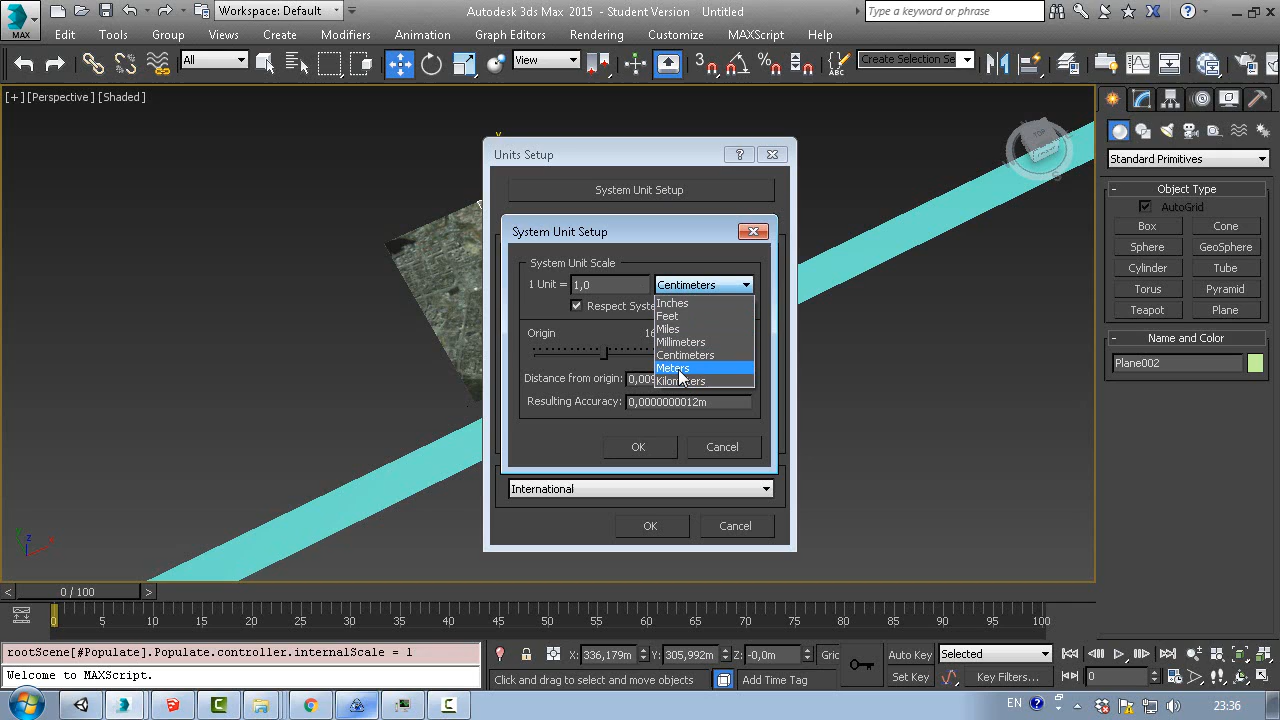 MAX
Workspace: Default
Autodesk 3ds Max 2015 - Student Version Untitled
Type a keyword or phrase
Edit Tools Group Views Create Modifiers Animation Graph Editors Rendering Customize MAXScript Help
All
View
Create Selection Se
[+] [Perspective] [Shaded]
Standard Primitives
Object Type
AutoGrid
Box Cone
Sphere GeoSphere
Cylinder Tube
Torus Pyramid
Teapot Plane
Name and Color
Plane002
Units Setup
System Unit Setup
System Unit Setup
System Unit Scale
1 Unit = 1,0 Centimeters
Respect Syste
Inches
Feet
Miles
Millimeters
Centimeters
Meters
Kilometers
Origin 16
Distance from origin: 0,009
Resulting Accuracy: 0,0000000012m
OK Cancel
International
OK Cancel
y
z
x
TOP
0 / 100
0 5 10 15 20 25 30 35 40 45 50 55 60 65 70 75 80 85 90 95 100
rootScene[#Populate].Populate.controller.internalScale = 1
Welcome to MAXScript.
X: 336,179m Y: 305,992m Z: -0,0m Gric
Click and drag to select and move objects
Add Time Tag
Auto Key Selected
Set Key Key Filters...
0
EN 23:36